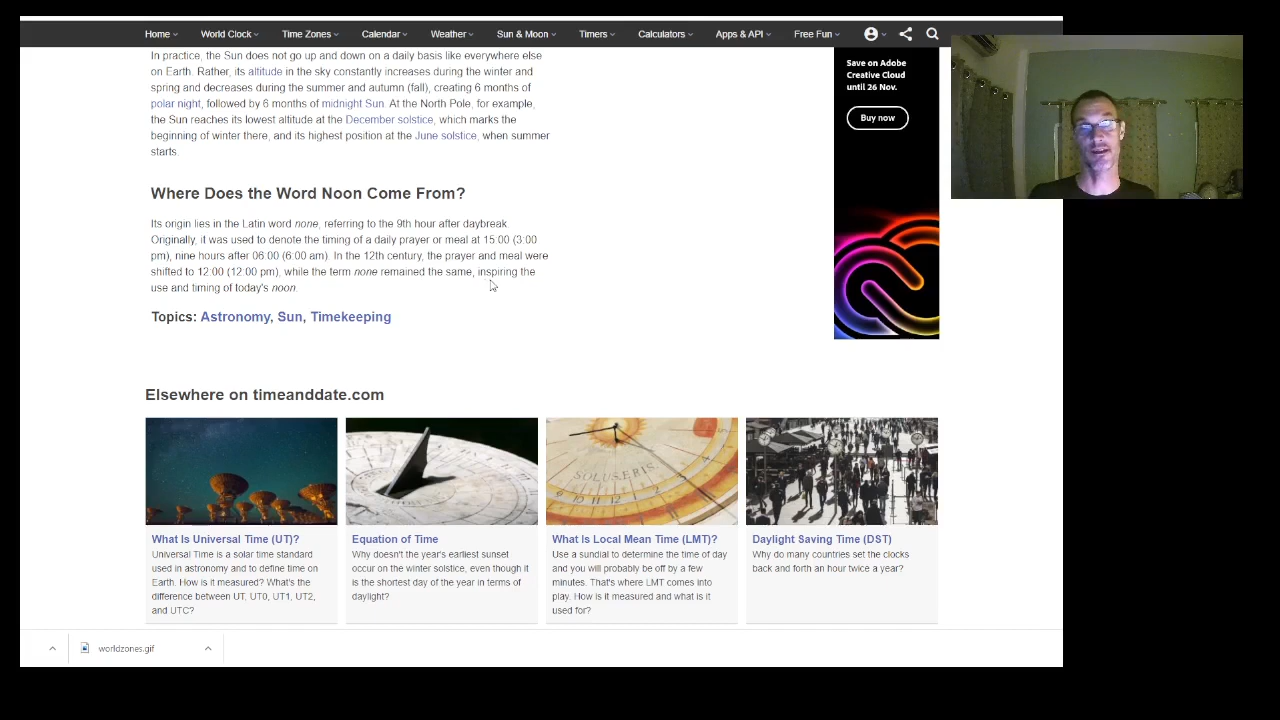 Home
World Clock
Time Zones
Calendar
Weather
Sun & Moon
Timers
Calculators
Apps & API
Free Fun
In practice, the Sun does not go up and down on a daily basis like everywhere else
on Earth. Rather, its altitude in the sky constantly increases during the winter and
spring and decreases during the summer and autumn (fall), creating 6 months of
polar night, followed by 6 months of midnight Sun. At the North Pole, for example,
the Sun reaches its lowest altitude at the December solstice, which marks the
beginning of winter there, and its highest position at the June solstice, when summer
starts.
Where Does the Word Noon Come From?
Its origin lies in the Latin word none, referring to the 9th hour after daybreak.
Originally, it was used to denote the timing of a daily prayer or meal at 15:00 (3:00
pm), nine hours after 06:00 (6:00 am). In the 12th century, the prayer and meal were
shifted to 12:00 (12:00 pm), while the term none remained the same, inspiring the
use and timing of today's noon.
Topics: Astronomy, Sun, Timekeeping
Save on Adobe
Creative Cloud
until 26 Nov.
Buy now
Elsewhere on timeanddate.com
SOLUSERIS
What Is Universal Time (UT)?
Universal Time is a solar time standard
used in astronomy and to define time on
Earth. How is it measured? What's the
difference between UT, UT0, UT1, UT2,
and UTC?
Equation of Time
Why doesn't the year's earliest sunset
occur on the winter solstice, even though it
is the shortest day of the year in terms of
daylight?
What Is Local Mean Time (LMT)?
Use a sundial to determine the time of day
and you will probably be off by a few
minutes. That's where LMT comes into
play. How is it measured and what is it
used for?
Daylight Saving Time (DST)
Why do many countries set the clocks
back and forth an hour twice a year?
worldzones.gif